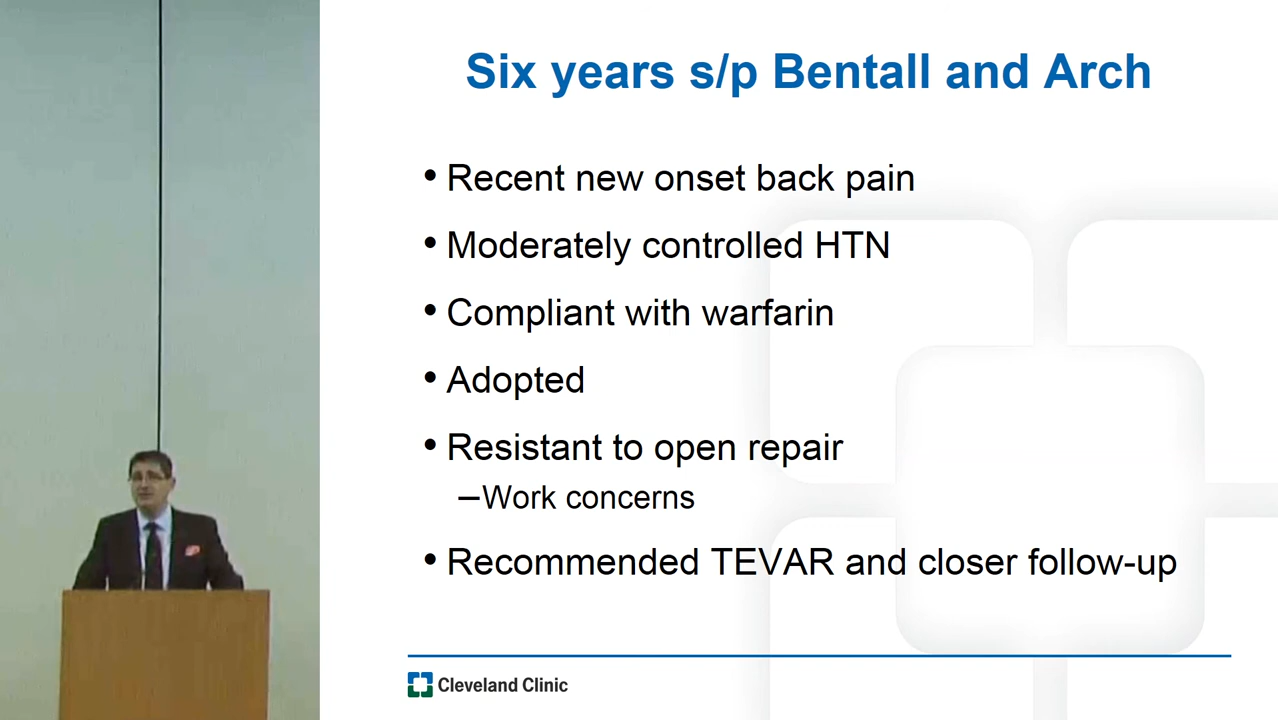 Six years s/p Bentall and Arch
• Recent new onset back pain
• Moderately controlled HTN
• Compliant with warfarin
• Adopted
• Resistant to open repair
–Work concerns
• Recommended TEVAR and closer follow-up
Cleveland Clinic